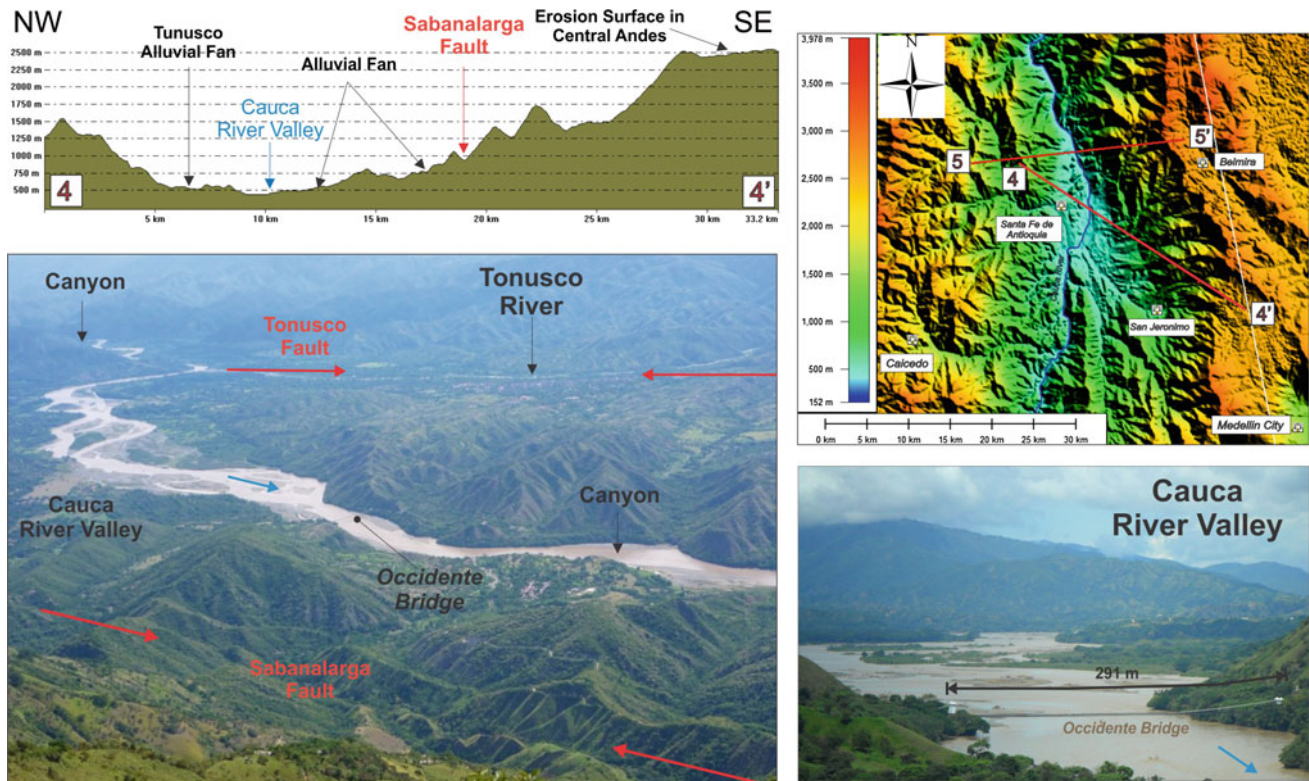 NW
SE
Tunusco
Alluvial Fan
Alluvial Fan
Sabanalarga
Fault
Erosion Surface in
Central Andes
Cauca
River Valley
2500 m
2250 m
2000 m
1750 m
1500 m
1250 m
1000 m
750 m
500 m
4
4'
5 km
10 km
15 km
20 km
25 km
30 km
33.2 km
3,978 m
3,500 m
3,000 m
2,500 m
2,000 m
1,500 m
1,000 m
500 m
152 m
N
5
5'
4
4'
Belmira
Santa Fe de
Antioquia
San Jeronimo
Caicedo
Medellin City
0 km
5 km
10 km
15 km
20 km
25 km
30 km
Canyon
Tonusco
River
Tonusco
Fault
Cauca
River Valley
Canyon
Occidente
Bridge
Sabanalarga
Fault
Cauca
River Valley
291 m
Occidente Bridge